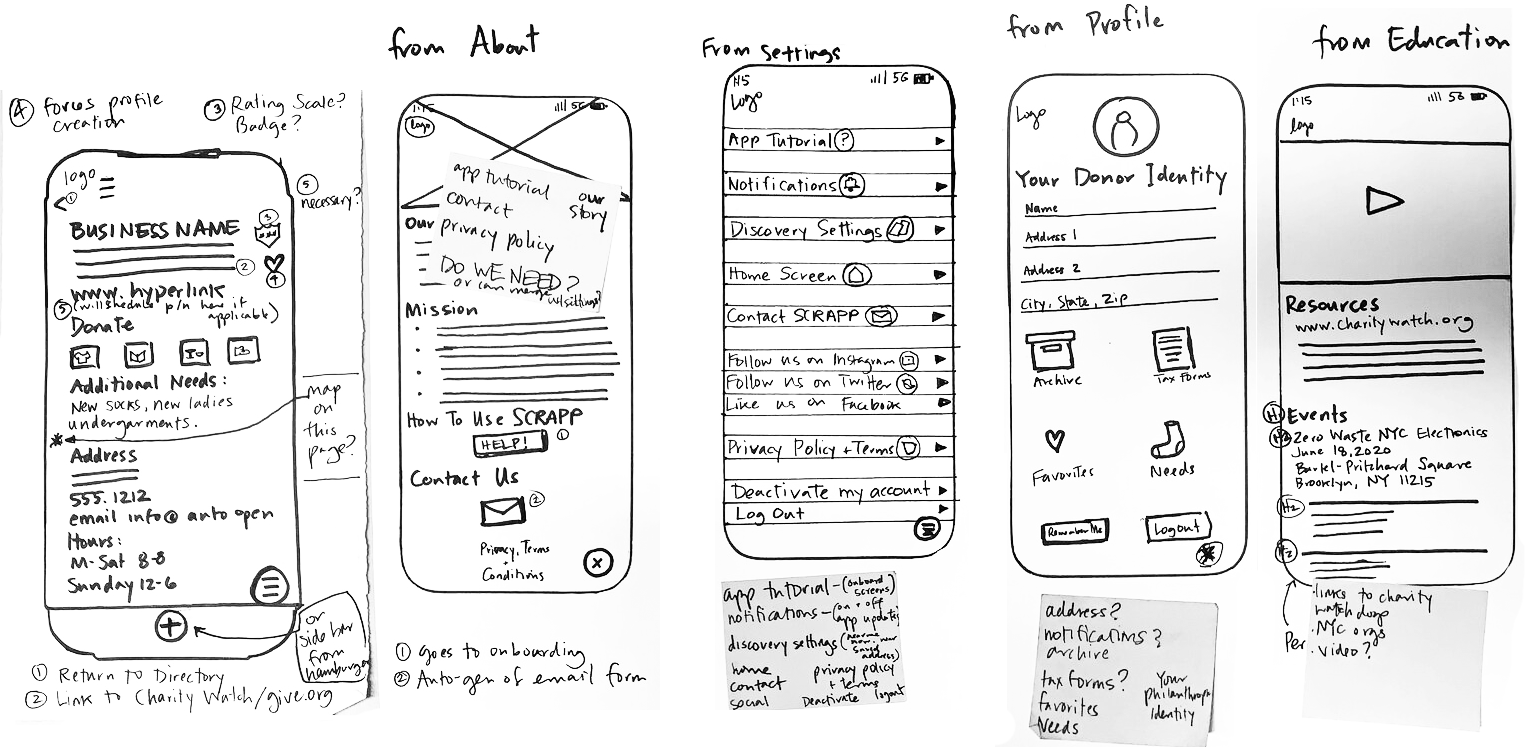 ④ forces profile
creation
③ Rating Scale?
Badge?
⑤
necessary?
logo
①
BUSINESS NAME
③
②
④
www.hyperlink
⑤ (will schedule p/n here if
applicable)
Donate
Additional Needs:
New socks, new ladies
undergarments.
map
on
this
page?
Address
555.1212
email info@ auto open
Hours:
M-Sat 8-8
Sunday 12-6
or
side bar
from
hamburger
① Return to Directory
② Link to Charity Watch/give.org
from About
1:15
5G
logo
app tutorial
contact
our
story
privacy policy
DO WE NEED?
or can merge
w/settings?
Our
Mission
How To Use SCRAPP
HELP! ①
Contact Us
②
Privacy, Terms
+
Conditions
① goes to onboarding
② Auto-gen of email form
From Settings
1:15
5G
Logo
App Tutorial ?
Notifications
Discovery Settings
Home Screen
Contact SCRAPP
Follow us on Instagram
Follow us on Twitter
Like us on Facebook
Privacy Policy + Terms
Deactivate my account
Log Out
app tutorial - (onboard
screens)
notifications - (on + off
app updates)
discovery settings
saved
address)
home
contact
social
privacy policy
+ terms
Deactivate logout
from Profile
Logo
Your Donor Identity
Name
Address 1
Address 2
City, State, Zip
Archive
Tax Forms
Favorites
Needs
Remember Me
Logout
address?
notifications?
archive
tax forms?
favorites
Needs
Your
philanthropic
Identity
from Education
1:15
5G
logo
Resources
www.charitywatch.org
H1 Events
H2 Zero Waste NYC Electronics
June 18, 2020
Bartel-Pritchard Square
Brooklyn, NY 11215
H2
H2
Per
· links to charity
watch dogs
· NYC orgs
· video?